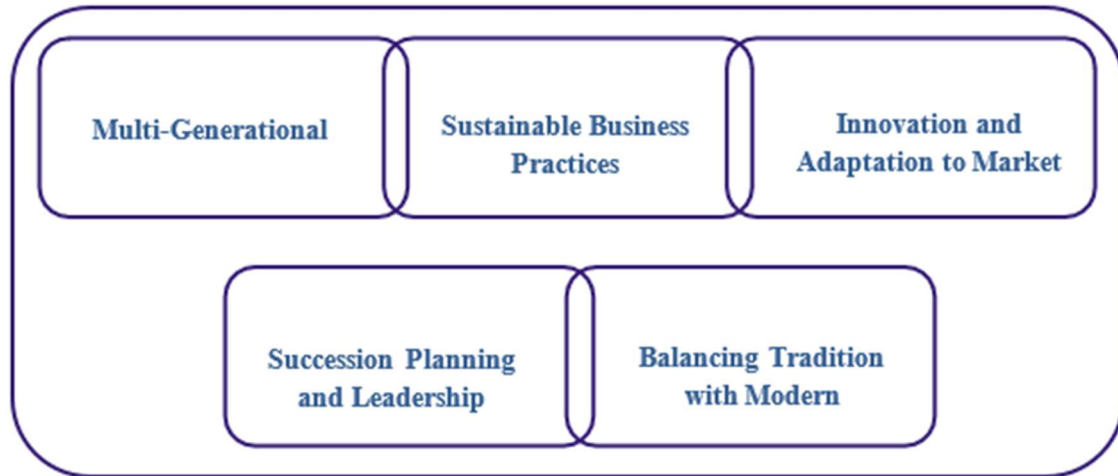 Multi-Generational
Sustainable Business
Practices
Innovation and
Adaptation to Market
Succession Planning
and Leadership
Balancing Tradition
with Modern